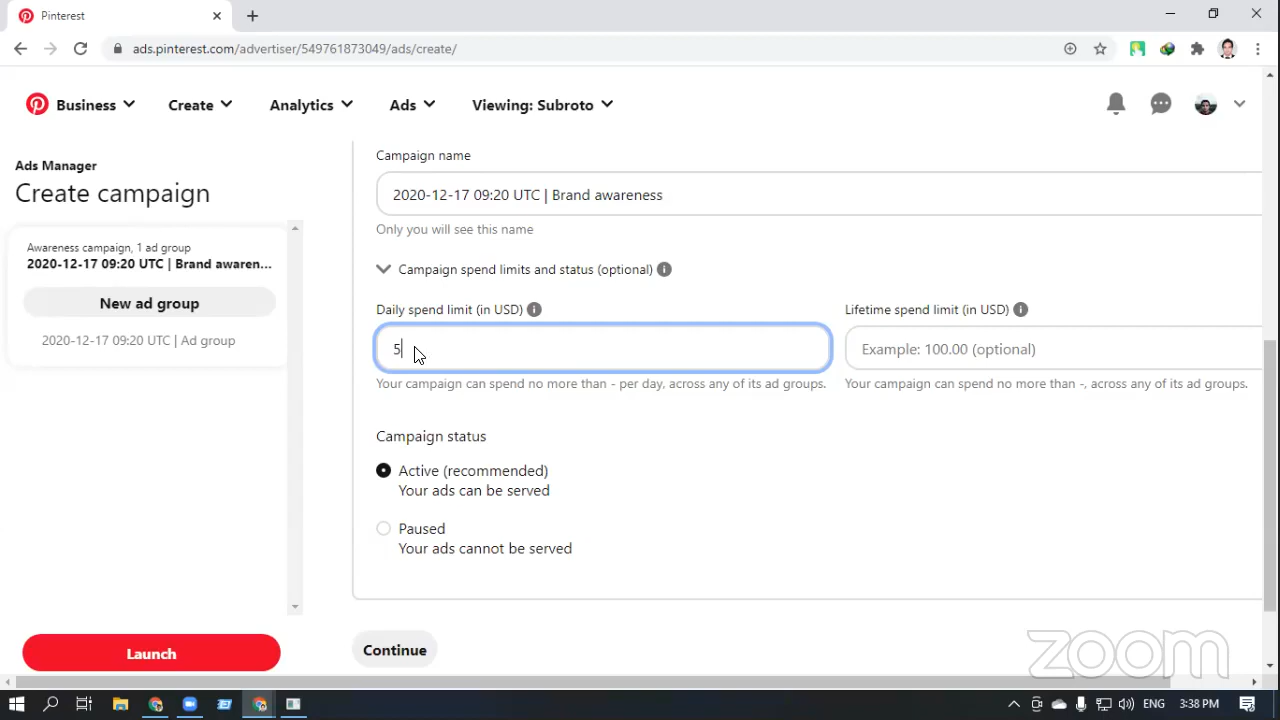 Pinterest
ads.pinterest.com/advertiser/549761873049/ads/create/
Business Create Analytics Ads Viewing: Subroto
Ads Manager
Create campaign
Awareness campaign, 1 ad group
2020-12-17 09:20 UTC | Brand awaren...
New ad group
2020-12-17 09:20 UTC | Ad group
Launch
Campaign name
2020-12-17 09:20 UTC | Brand awareness
Only you will see this name
Campaign spend limits and status (optional)
Daily spend limit (in USD)
5
Your campaign can spend no more than - per day, across any of its ad groups.
Lifetime spend limit (in USD)
Example: 100.00 (optional)
Your campaign can spend no more than -, across any of its ad groups.
Campaign status
Active (recommended)
Your ads can be served
Paused
Your ads cannot be served
Continue
zoom
ENG 3:38 PM